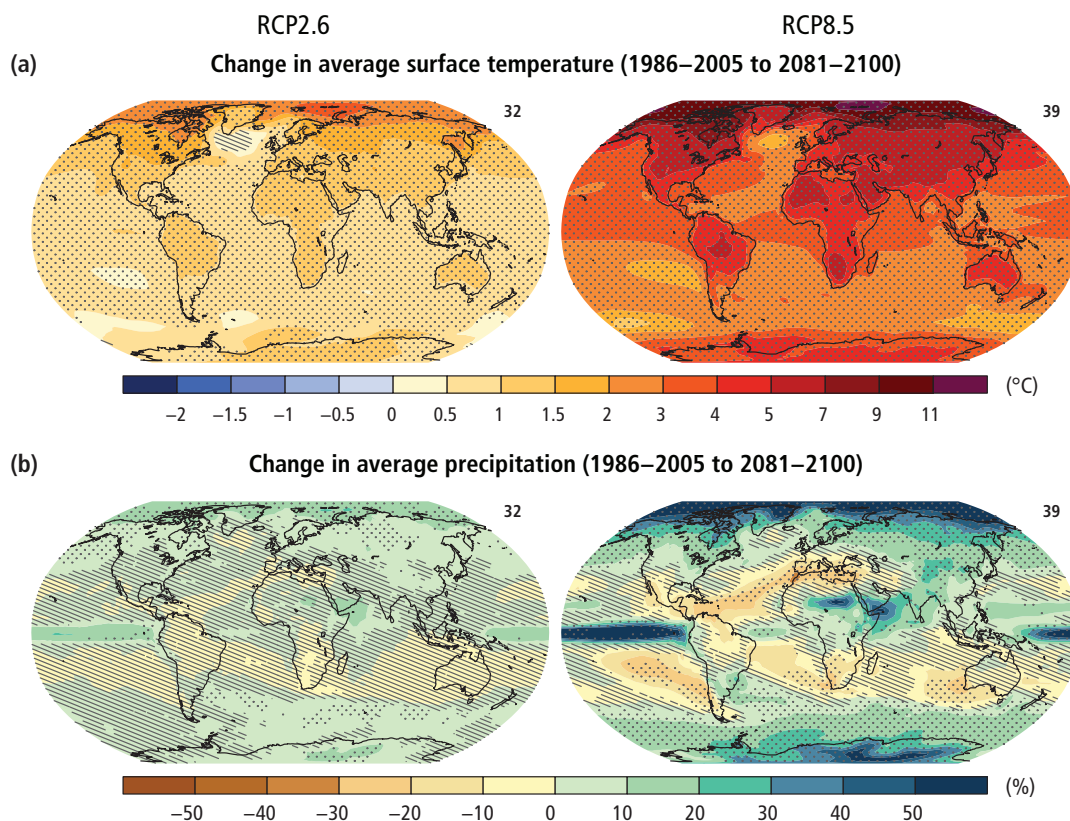 RCP2.6 RCP8.5
(a) Change in average surface temperature (1986–2005 to 2081–2100)
32 39
(°C)
−2 −1.5 −1 −0.5 0 0.5 1 1.5 2 3 4 5 7 9 11
(b) Change in average precipitation (1986–2005 to 2081–2100)
32 39
(%)
−50 −40 −30 −20 −10 0 10 20 30 40 50